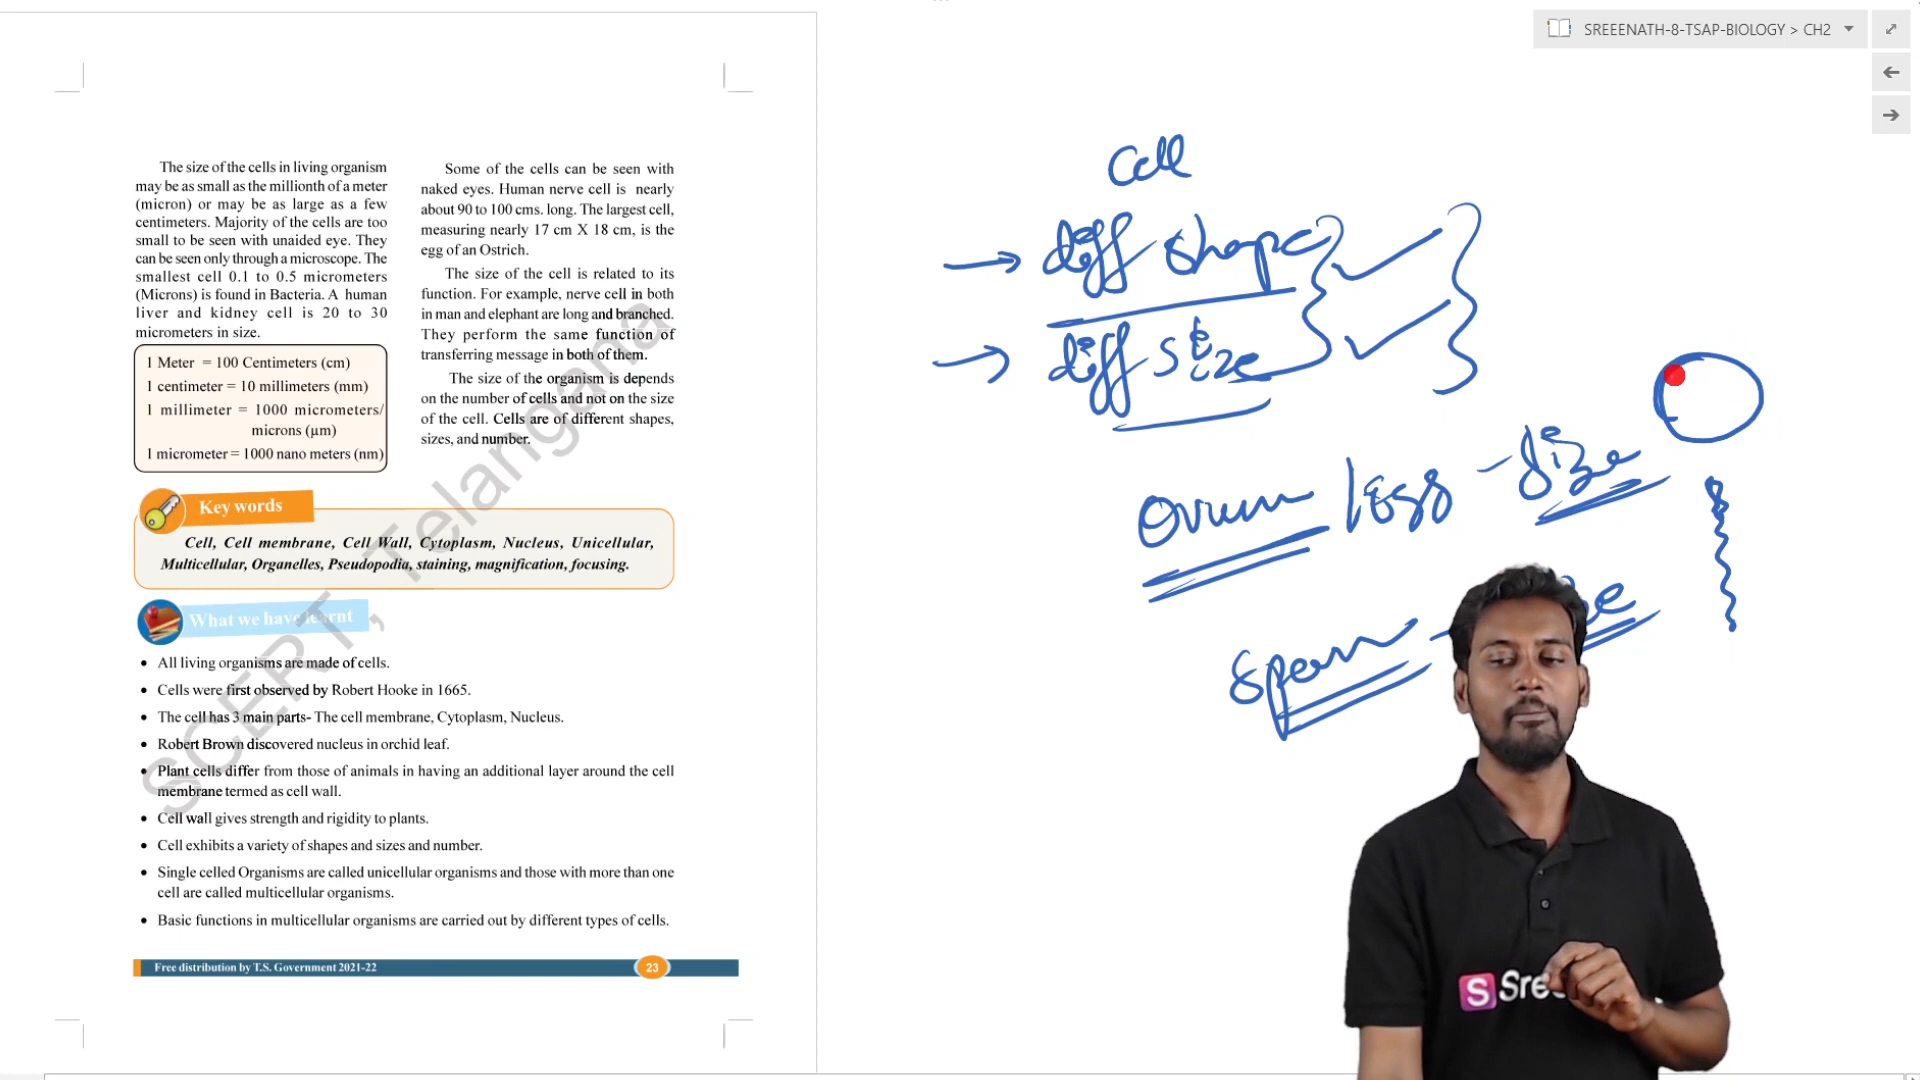 SREEENATH-8-TSAP-BIOLOGY > CH2
The size of the cells in living organism
may be as small as the millionth of a meter
(micron) or may be as large as a few
centimeters. Majority of the cells are too
small to be seen with unaided eye. They
can be seen only through a microscope. The
smallest cell 0.1 to 0.5 micrometers
(Microns) is found in Bacteria. A human
liver and kidney cell is 20 to 30
micrometers in size.
1 Meter = 100 Centimeters (cm)
1 centimeter = 10 millimeters (mm)
1 millimeter = 1000 micrometers/
microns (µm)
1 micrometer = 1000 nano meters (nm)
Some of the cells can be seen with
naked eyes. Human nerve cell is nearly
about 90 to 100 cms. long. The largest cell,
measuring nearly 17 cm X 18 cm, is the
egg of an Ostrich.
The size of the cell is related to its
function. For example, nerve cell in both
in man and elephant are long and branched.
They perform the same function of
transferring message in both of them.
The size of the organism is depends
on the number of cells and not on the size
of the cell. Cells are of different shapes,
sizes, and number.
Key words
Cell, Cell membrane, Cell Wall, Cytoplasm, Nucleus, Unicellular,
Multicellular, Organelles, Pseudopodia, staining, magnification, focusing.
What we have learnt
• All living organisms are made of cells.
• Cells were first observed by Robert Hooke in 1665.
• The cell has 3 main parts- The cell membrane, Cytoplasm, Nucleus.
• Robert Brown discovered nucleus in orchid leaf.
• Plant cells differ from those of animals in having an additional layer around the cell
membrane termed as cell wall.
• Cell wall gives strength and rigidity to plants.
• Cell exhibits a variety of shapes and sizes and number.
• Single celled Organisms are called unicellular organisms and those with more than one
cell are called multicellular organisms.
• Basic functions in multicellular organisms are carried out by different types of cells.
Free distribution by T.S. Government 2021-22
23
SCERT, Telangana
Cell
→ diff shape
→ diff size
Ovum / egg - size
Sperm -
S Sree